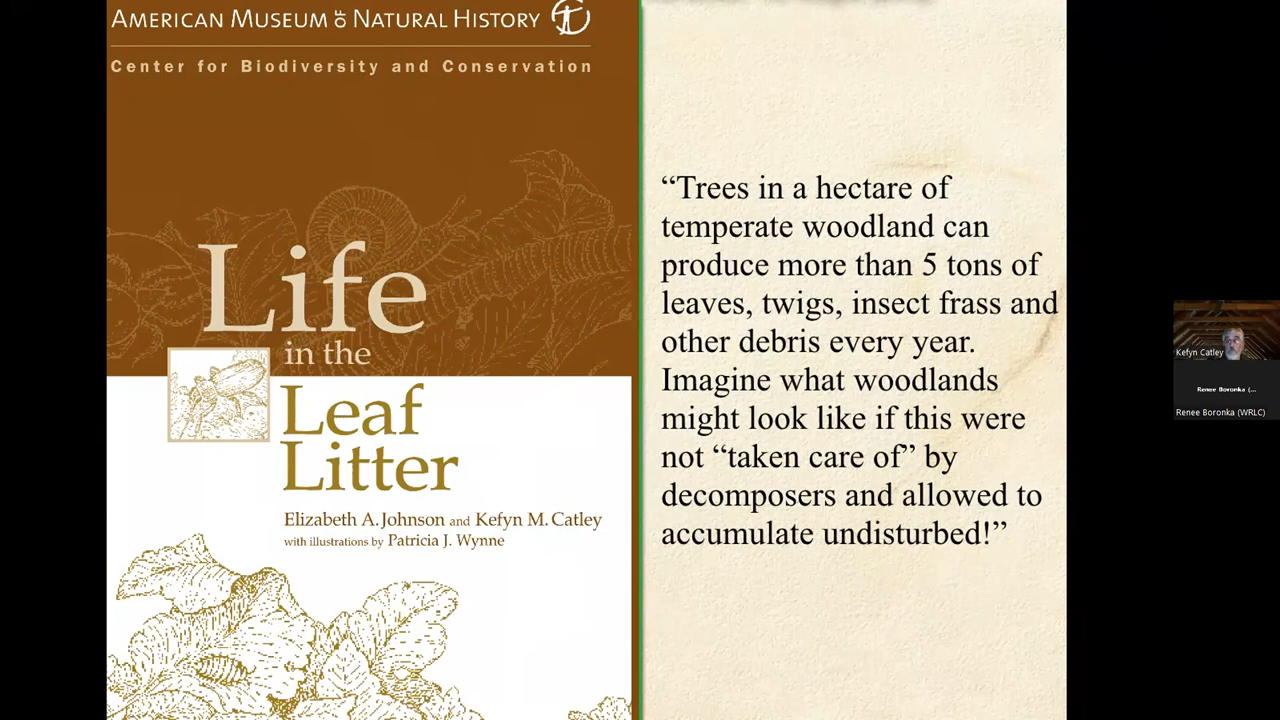 AMERICAN MUSEUM OF NATURAL HISTORY
Center for Biodiversity and Conservation
Life
in the
Leaf
Litter
Elizabeth A. Johnson and Kefyn M. Catley
with illustrations by Patricia J. Wynne
“Trees in a hectare of
temperate woodland can
produce more than 5 tons of
leaves, twigs, insect frass and
other debris every year.
Imagine what woodlands
might look like if this were
not “taken care of” by
decomposers and allowed to
accumulate undisturbed!”
Kefyn Catley
Renee Boronka (...
Renee Boronka (WRLC)